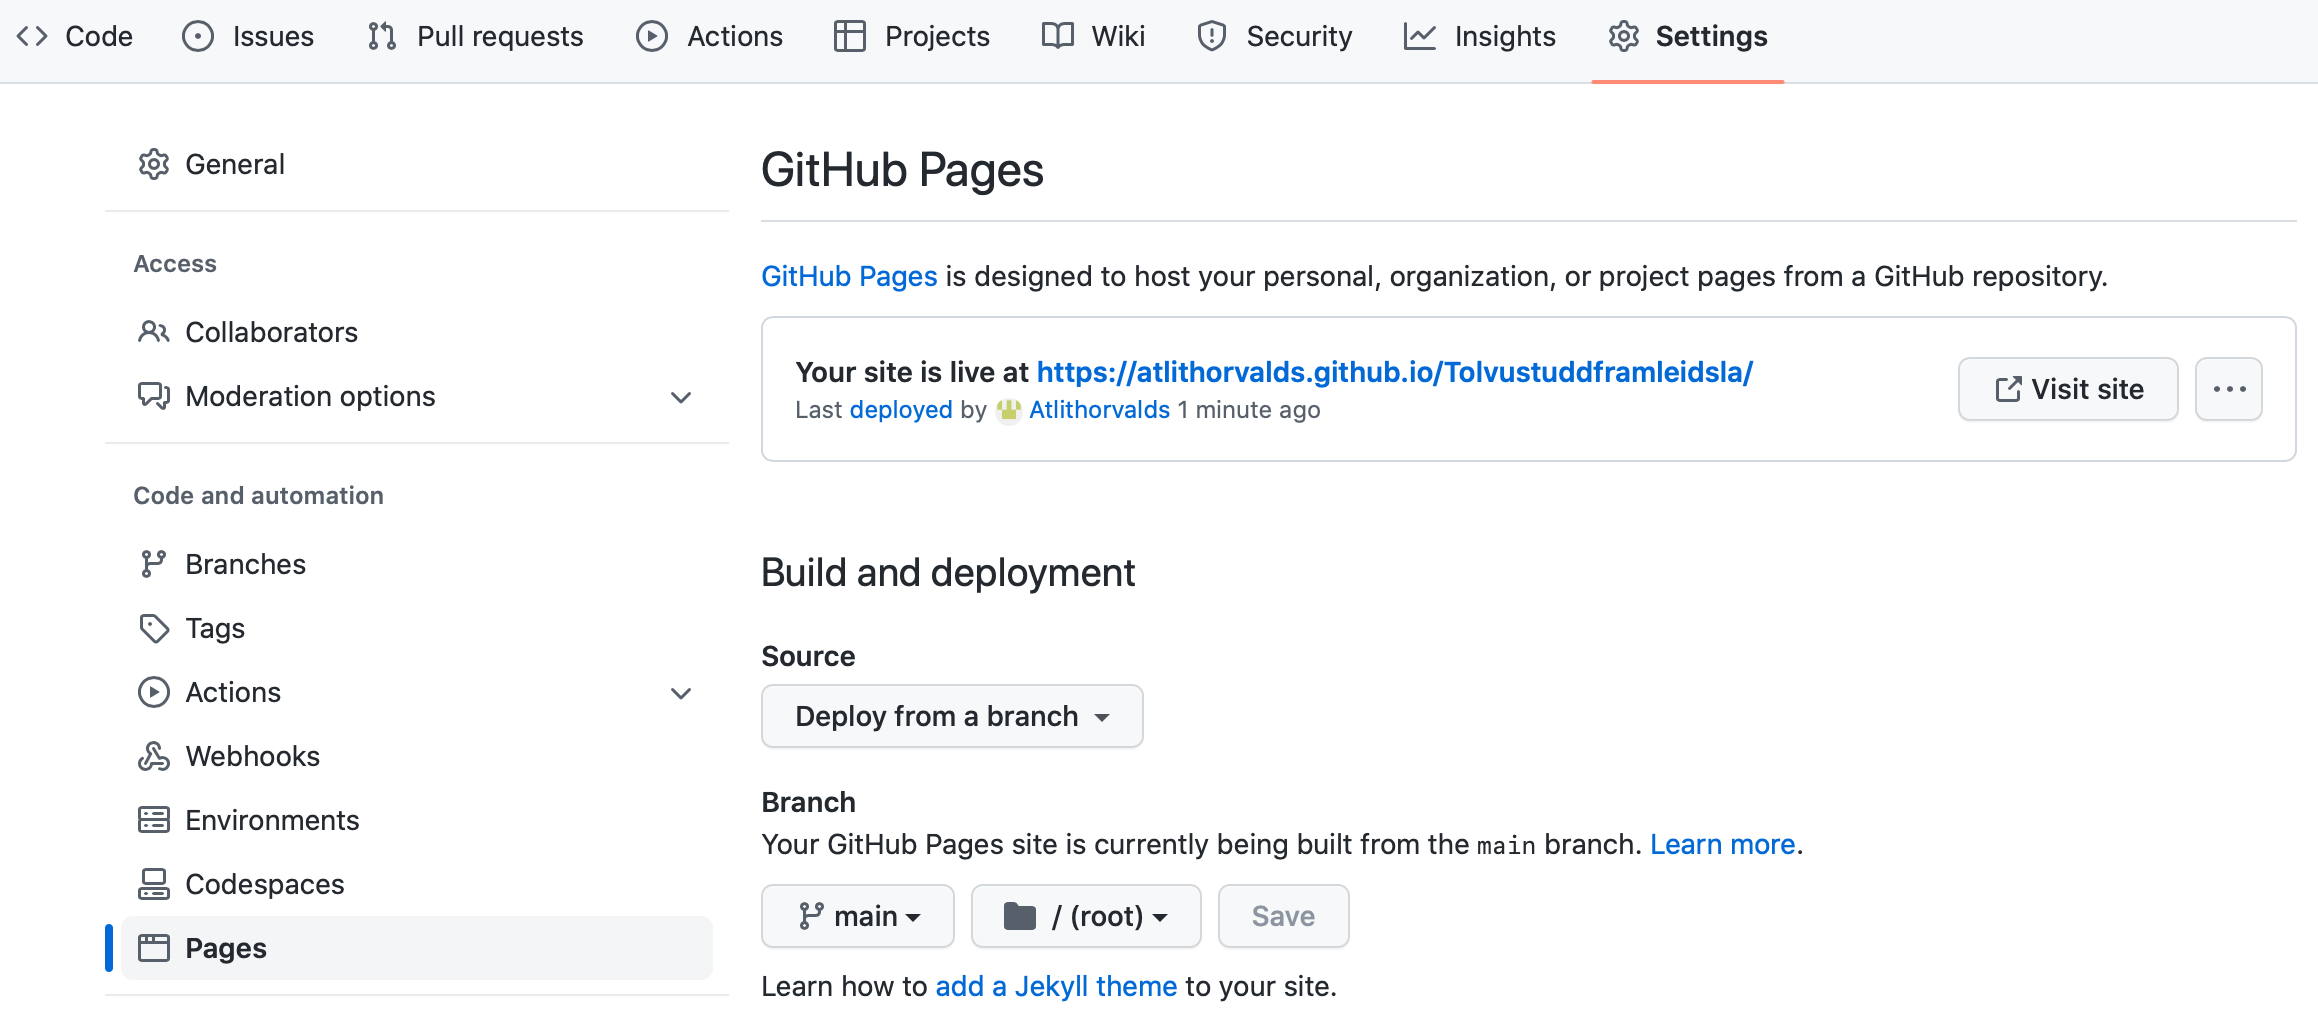 Code Issues Pull requests Actions Projects Wiki Security Insights Settings
General
Access
Collaborators
Moderation options
Code and automation
Branches
Tags
Actions
Webhooks
Environments
Codespaces
Pages
GitHub Pages
GitHub Pages is designed to host your personal, organization, or project pages from a GitHub repository.
Your site is live at https://atlithorvalds.github.io/Tolvustuddframleidsla/
Last deployed by Atlithorvalds 1 minute ago
Visit site
Build and deployment
Source
Deploy from a branch
Branch
Your GitHub Pages site is currently being built from the main branch. Learn more.
main / (root) Save
Learn how to add a Jekyll theme to your site.